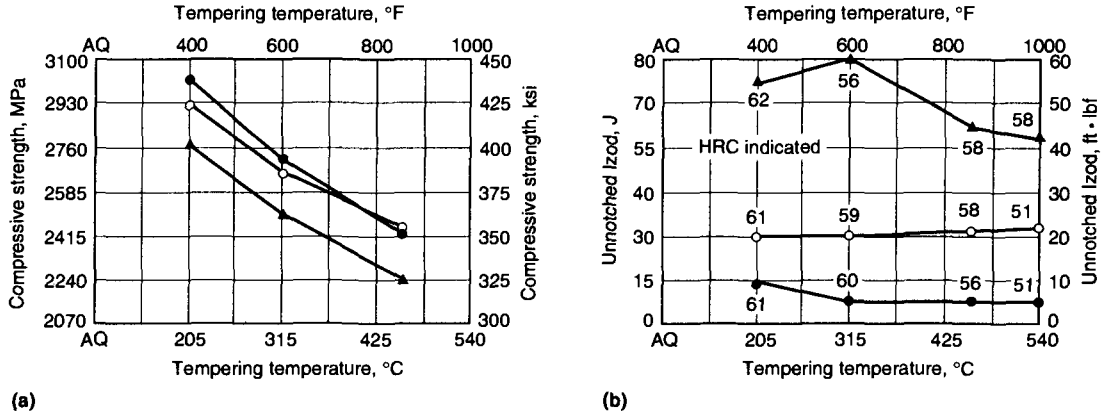 Tempering temperature, °F
AQ 400 600 800 1000
3100 2930 2760 2585 2415 2240 2070
Compressive strength, MPa
450 425 400 375 350 325 300
Compressive strength, ksi
AQ 205 315 425 540
Tempering temperature, °C
(a)
Tempering temperature, °F
AQ 400 600 800 1000
80 70 55 40 30 15 0
Unnotched Izod, J
60 50 40 30 20 10 0
Unnotched Izod, ft · lbf
62 56 58 58
HRC indicated
61 59 58 51
61 60 56 51
AQ 205 315 425 540
Tempering temperature, °C
(b)